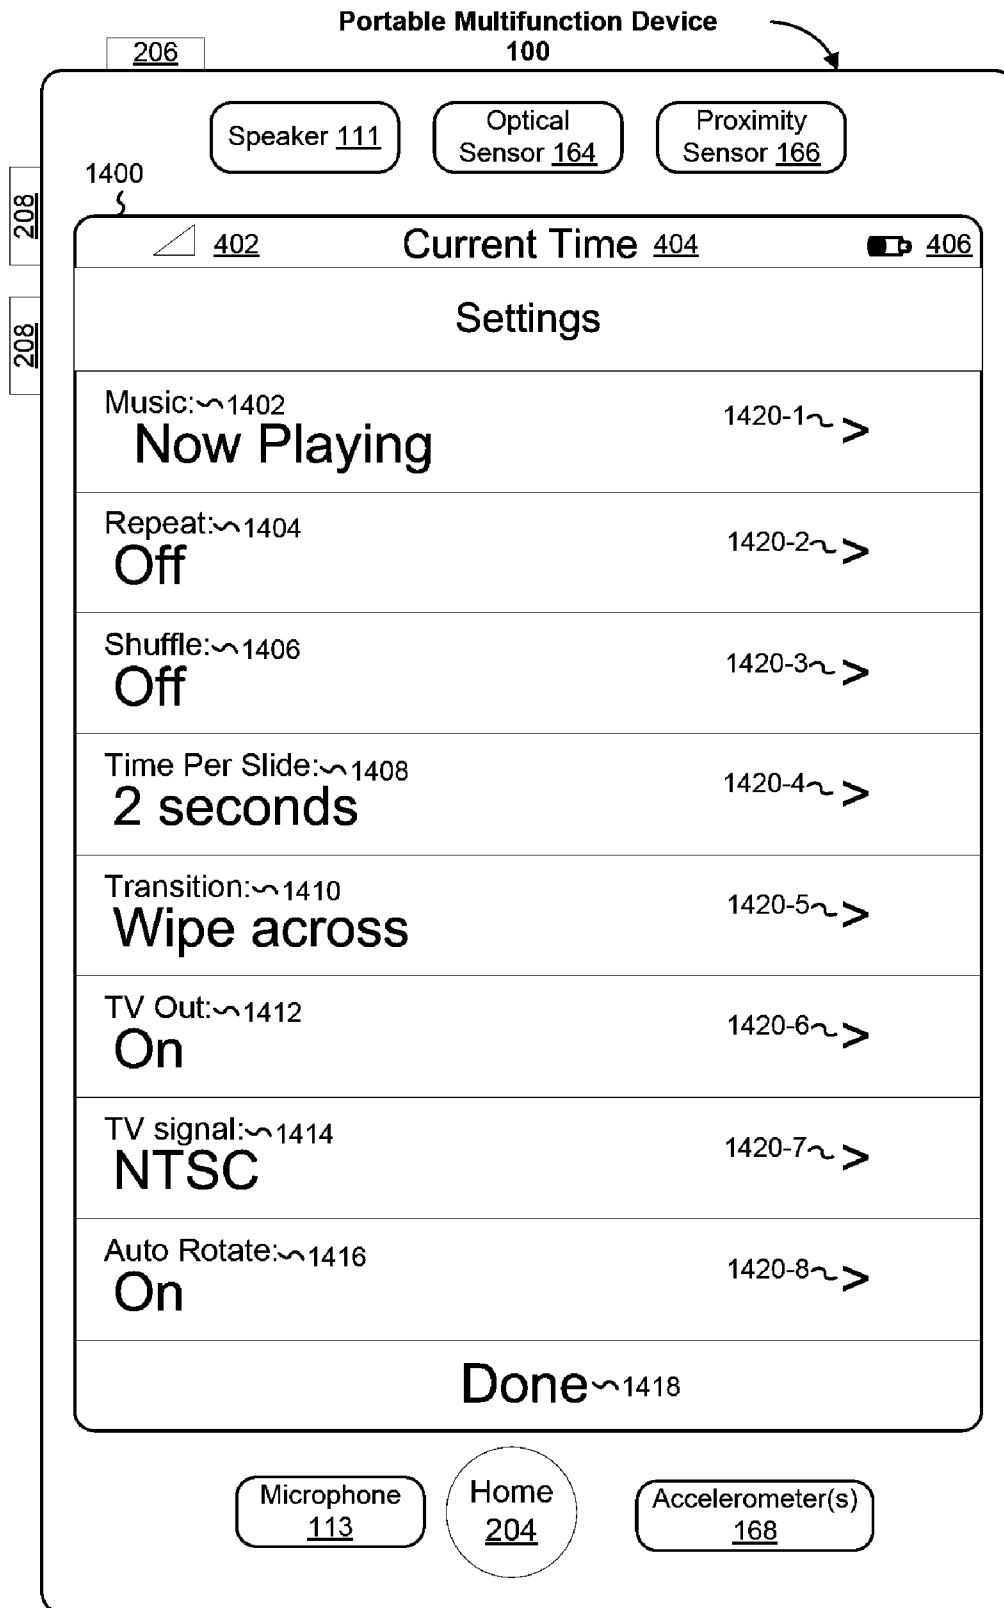 Portable Multifunction Device
100
206
Speaker 111
Optical
Sensor 164
Proximity
Sensor 166
1400
208
208
402
Current Time 404
406
Settings
Music: 1402
Now Playing
1420-1 >
Repeat: 1404
Off
1420-2 >
Shuffle: 1406
Off
1420-3 >
Time Per Slide: 1408
2 seconds
1420-4 >
Transition: 1410
Wipe across
1420-5 >
TV Out: 1412
On
1420-6 >
TV signal: 1414
NTSC
1420-7 >
Auto Rotate: 1416
On
1420-8 >
Done 1418
Microphone
113
Home
204
Accelerometer(s)
168